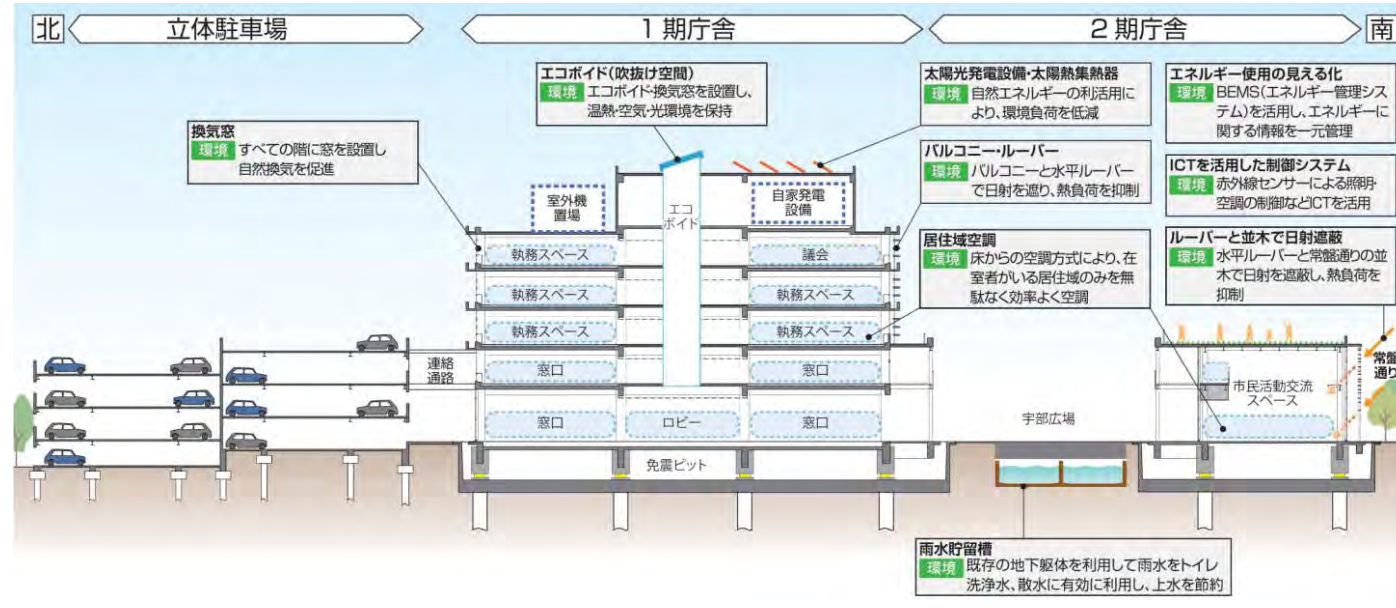 北
立体駐車場
1期庁舎
2期庁舎
南
エコボイド(吹抜け空間)
環境 エコボイド・換気窓を設置し、
温熱・空気・光環境を保持
太陽光発電設備・太陽熱集熱器
環境 自然エネルギーの利活用に
より、環境負荷を低減
エネルギー使用の見える化
環境 BEMS(エネルギー管理シス
テム)を活用し、エネルギーに
関する情報を一元管理
換気窓
環境 すべての階に窓を設置し
自然換気を促進
バルコニー・ルーバー
環境 バルコニーと水平ルーバー
で日射を遮り、熱負荷を抑制
ICTを活用した制御システム
環境 赤外線センサーによる照明・
空調の制御などICTを活用
居住域空調
環境 床からの空調方式により、在
室者がいる居住域のみを無
駄なく効率よく空調
ルーバーと並木で日射遮蔽
環境 水平ルーバーと常盤通りの並
木で日射を遮蔽し、熱負荷を
抑制
室外機
置場
エコ
ボイド
自家発電
設備
執務スペース
議会
執務スペース
執務スペース
執務スペース
執務スペース
連絡
通路
窓口
窓口
窓口
ロビー
窓口
免震ピット
宇部広場
市民活動交流
スペース
常盤
通り
雨水貯留槽
環境 既存の地下躯体を利用して雨水をトイレ
洗浄水、散水に有効に利用し、上水を節約